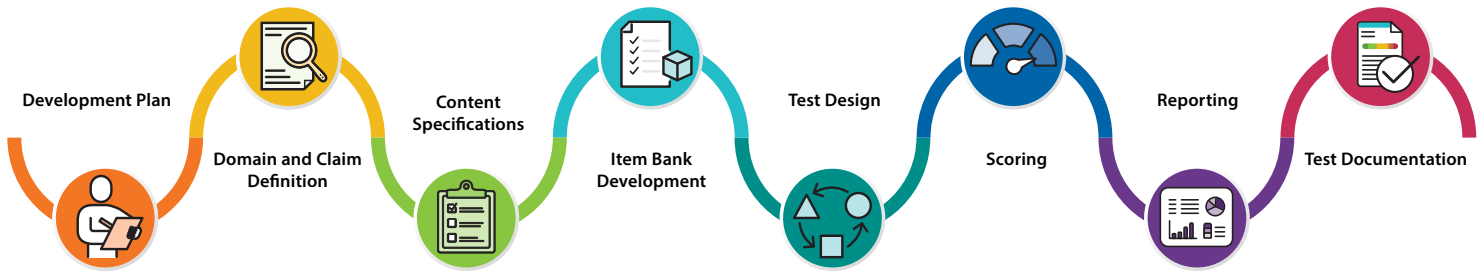 Development Plan
Domain and Claim
Definition
Content
Specifications
Item Bank
Development
Test Design
Scoring
Reporting
Test Documentation